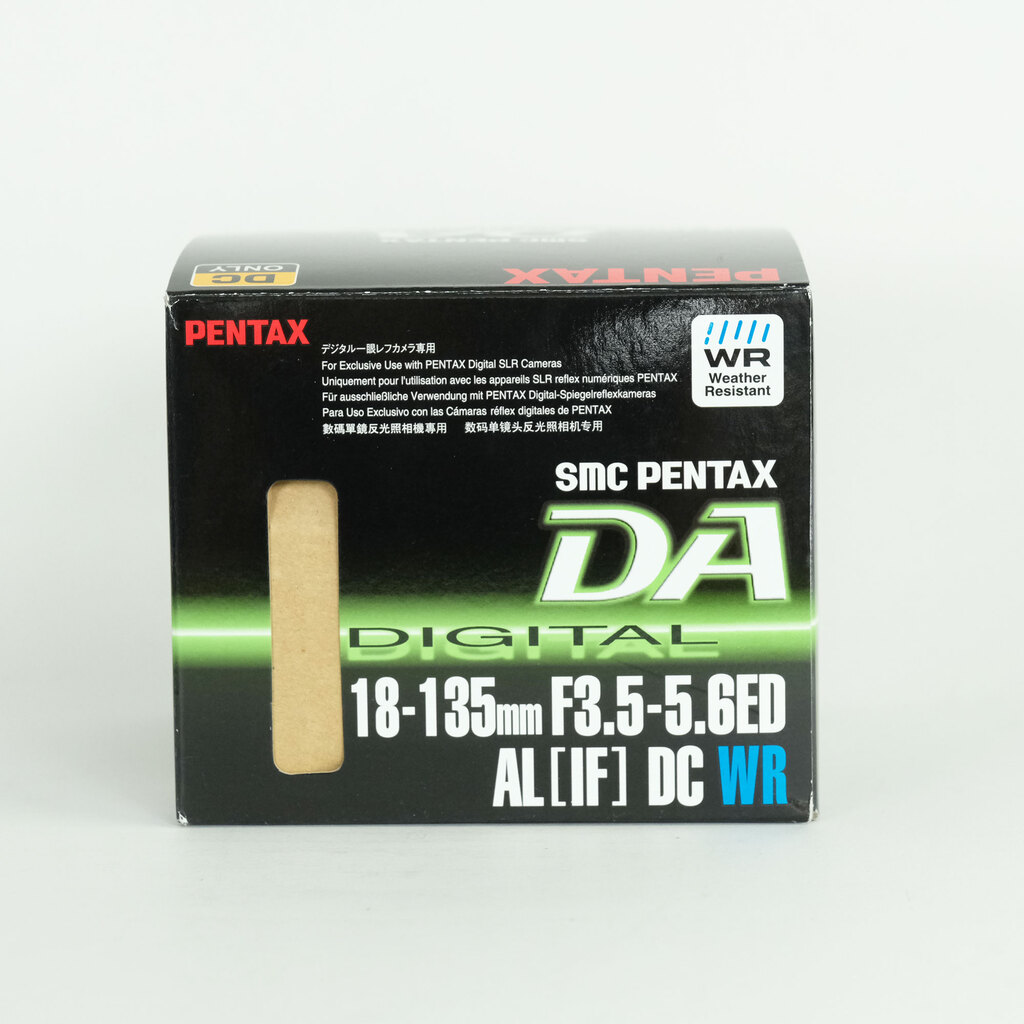 SMC PENTAX
PENTAX
DC
ONLY
PENTAX
デジタル一眼レフカメラ専用
For Exclusive Use with PENTAX Digital SLR Cameras
Uniquement pour l'utilisation avec les appareils SLR reflex numériques PENTAX
Für ausschließliche Verwendung mit PENTAX Digital-Spiegelreflexkameras
Para Uso Exclusivo con las Cámaras réflex digitales de PENTAX
數碼單鏡反光照相機專用 数码单镜头反光照相机专用
WR
Weather
Resistant
SMC PENTAX
DA
DIGITAL
18-135mm F3.5-5.6ED
AL[IF] DC WR